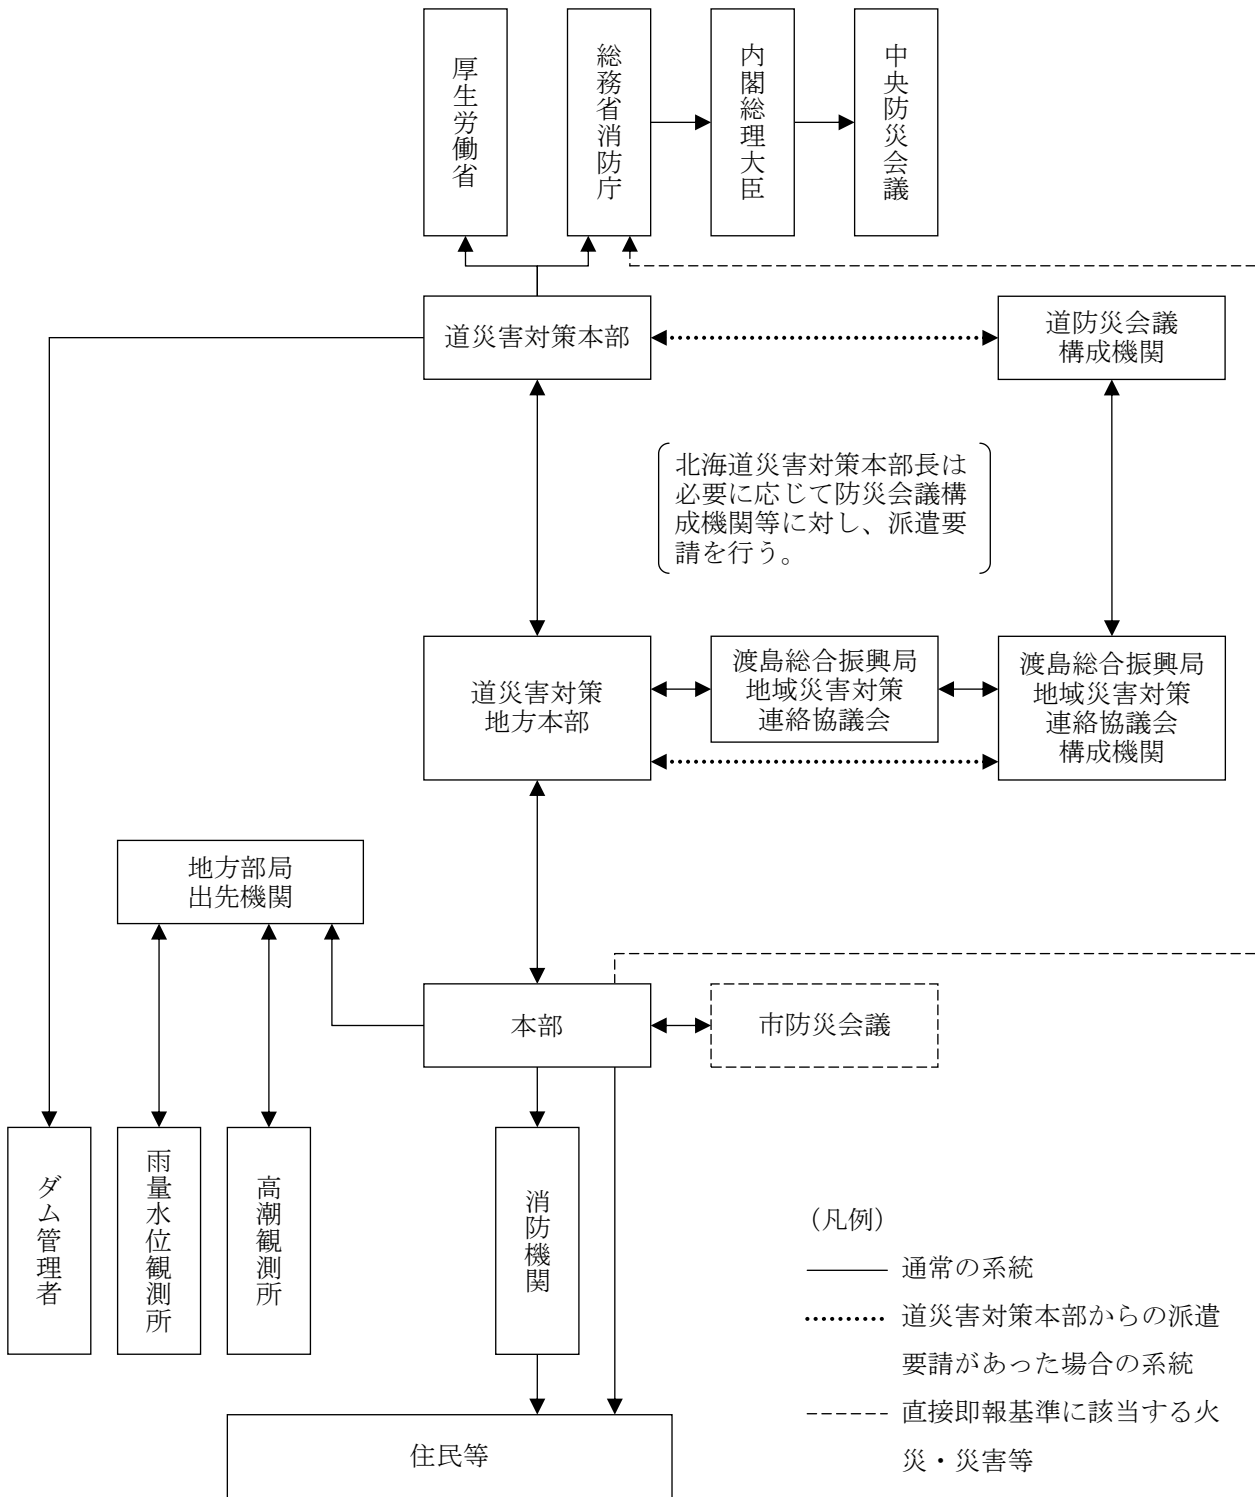 厚生労働省
総務省消防庁
内閣総理大臣
中央防災会議
道災害対策本部
道防災会議
構成機関
北海道災害対策本部長は
必要に応じて防災会議構
成機関等に対し、派遣要
請を行う。
道災害対策
地方本部
渡島総合振興局
地域災害対策
連絡協議会
渡島総合振興局
地域災害対策
連絡協議会
構成機関
地方部局
出先機関
本部
市防災会議
ダム管理者
雨量水位観測所
高潮観測所
消防機関
住民等
(凡例)
通常の系統
道災害対策本部からの派遣
要請があった場合の系統
直接即報基準に該当する火
災・災害等